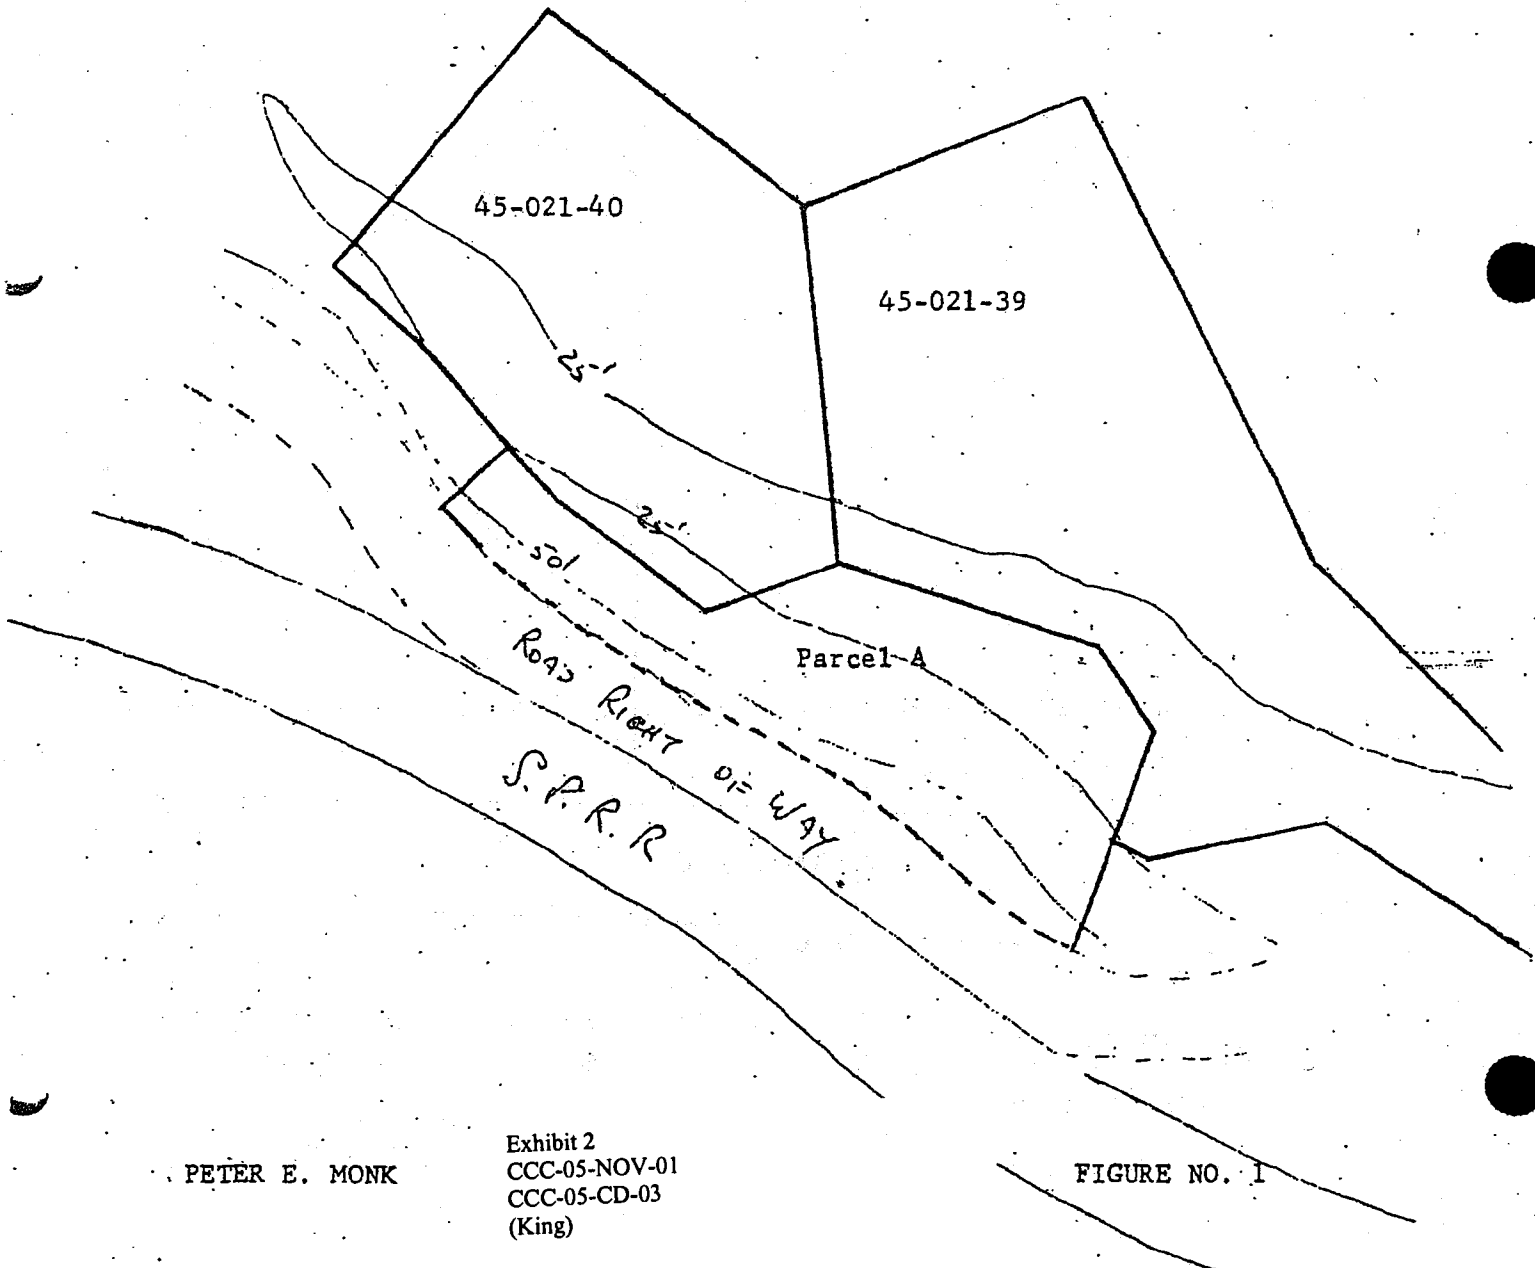 45-021-40
45-021-39
25'
25'
50'
Parcel A
ROAD RIGHT OF WAY
S.P.R.R
PETER E. MONK
Exhibit 2
CCC-05-NOV-01
CCC-05-CD-03
(King)
FIGURE NO. 1